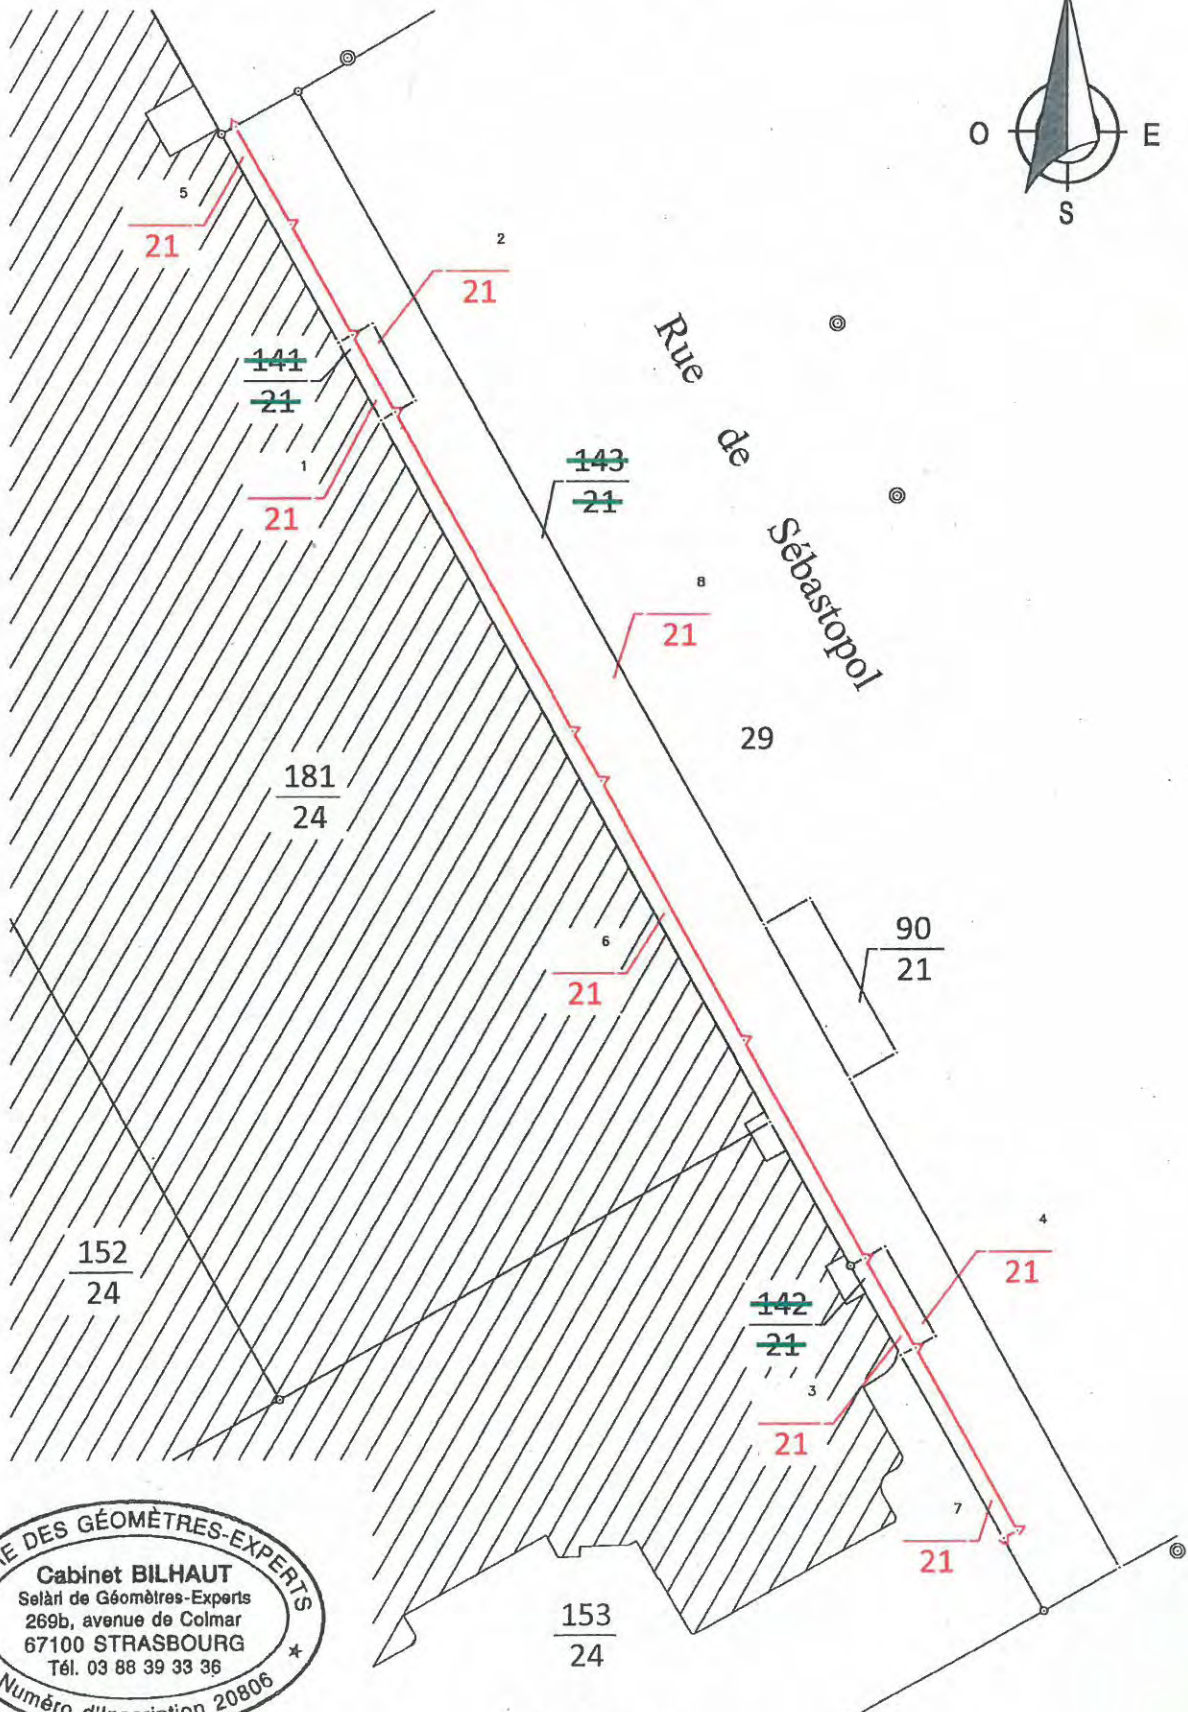 O E
S
5
21
2
21
141
21
1
21
Rue
de
Sébastopol
143
21
8
21
29
181
24
6
21
90
21
152
24
4
21
142
21
3
21
7
21
153
24
DES GÉOMÈTRES-EXPERTS
Cabinet BILHAUT
Selàrl de Géomètres-Experts
269b, avenue de Colmar
67100 STRASBOURG
Tél. 03 88 39 33 36
Numéro d'Inscription 20806 ★